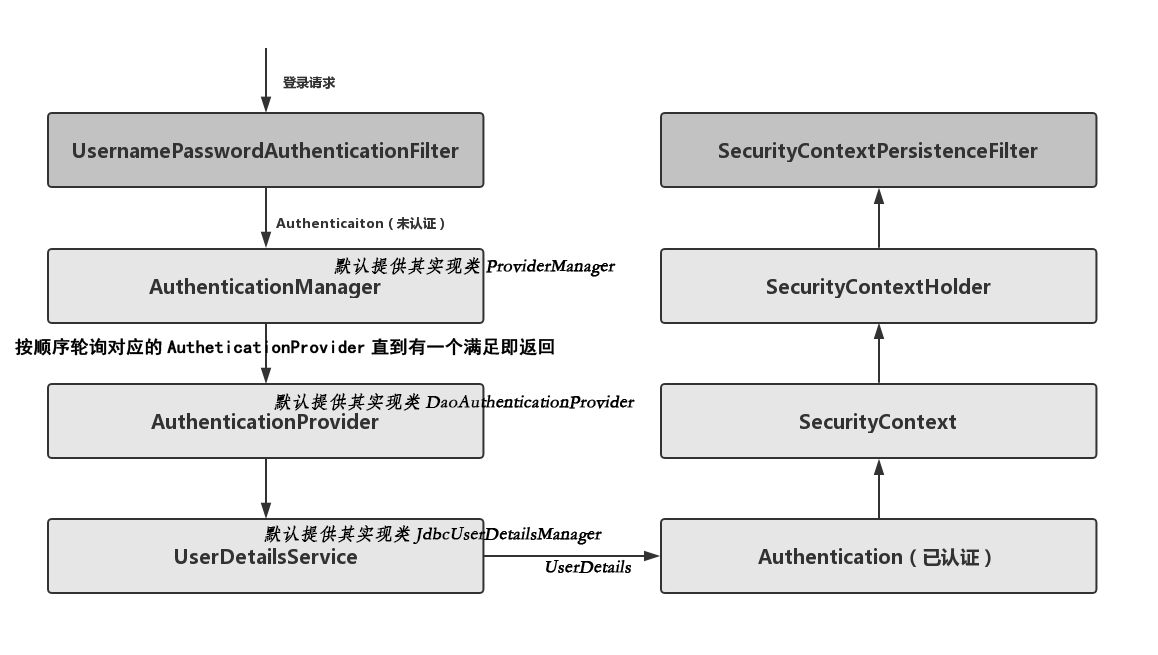 登录请求
UsernamePasswordAuthenticationFilter
Authenticaiton（未认证）
默认提供其实现类 ProviderManager
AuthenticationManager
按顺序轮询对应的 AutheticationProvider 直到有一个满足即返回
默认提供其实现类 DaoAuthenticationProvider
AuthenticationProvider
默认提供其实现类 JdbcUserDetailsManager
UserDetailsService
UserDetails
Authentication（已认证）
SecurityContext
SecurityContextHolder
SecurityContextPersistenceFilter